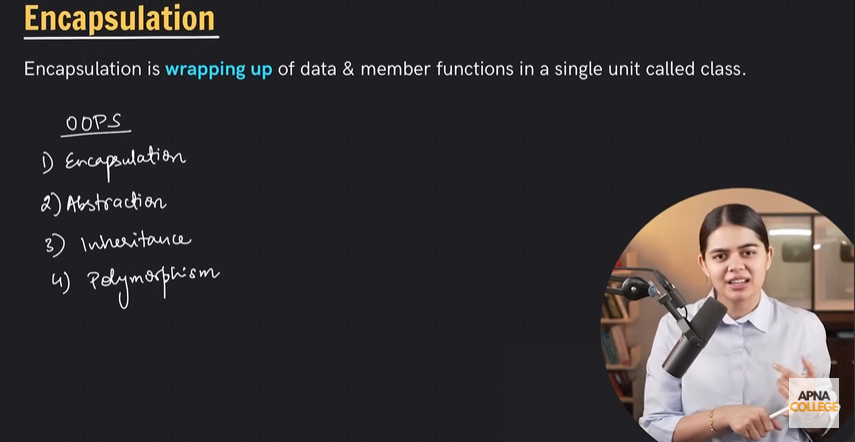 Encapsulation
Encapsulation is wrapping up of data & member functions in a single unit called class.
OOPS
1) Encapsulation
2) Abstraction
3) Inheritance
4) Polymorphism
APNA
COLLEGE